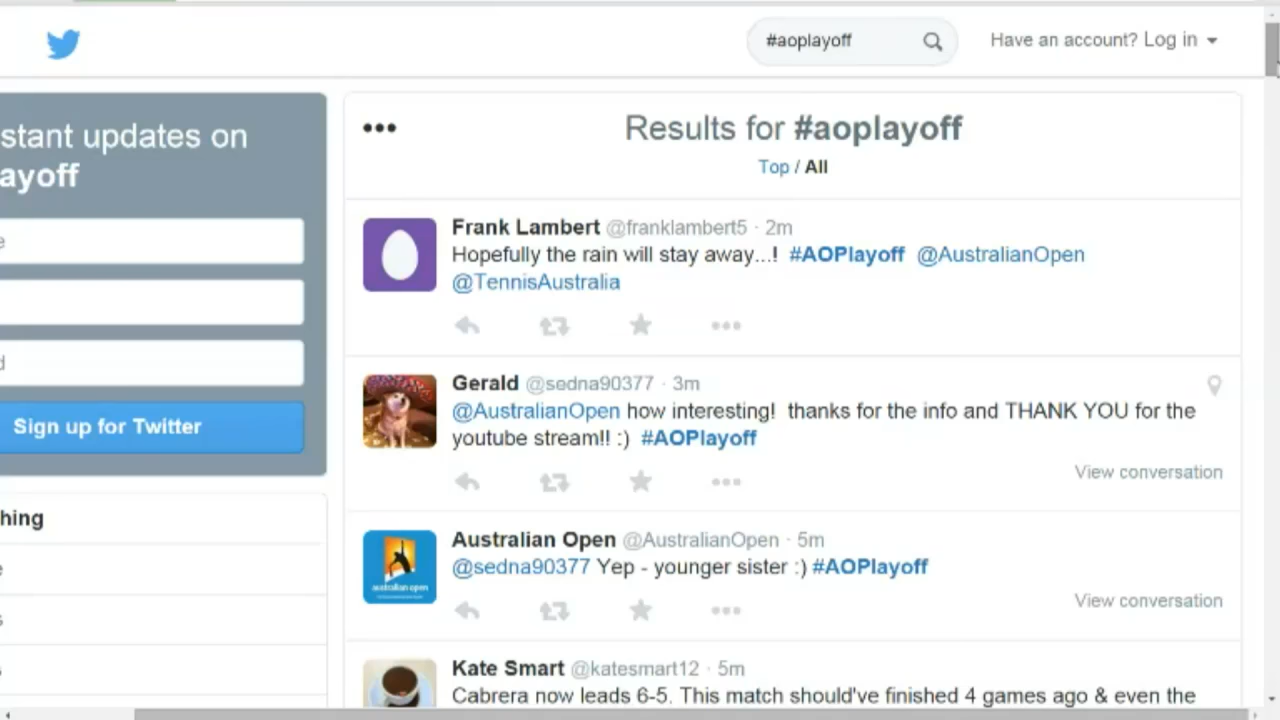 #aoplayoff
Have an account? Log in
stant updates on
ayoff
e
d
Sign up for Twitter
hing
e
s
s
Results for #aoplayoff
Top / All
Frank Lambert @franklambert5 · 2m
Hopefully the rain will stay away...! #AOPlayoff @AustralianOpen
@TennisAustralia
Gerald @sedna90377 · 3m
@AustralianOpen how interesting! thanks for the info and THANK YOU for the
youtube stream!! :) #AOPlayoff
View conversation
Australian Open @AustralianOpen · 5m
@sedna90377 Yep - younger sister :) #AOPlayoff
australian open
View conversation
Kate Smart @katesmart12 · 5m
Cabrera now leads 6-5. This match should've finished 4 games ago & even the